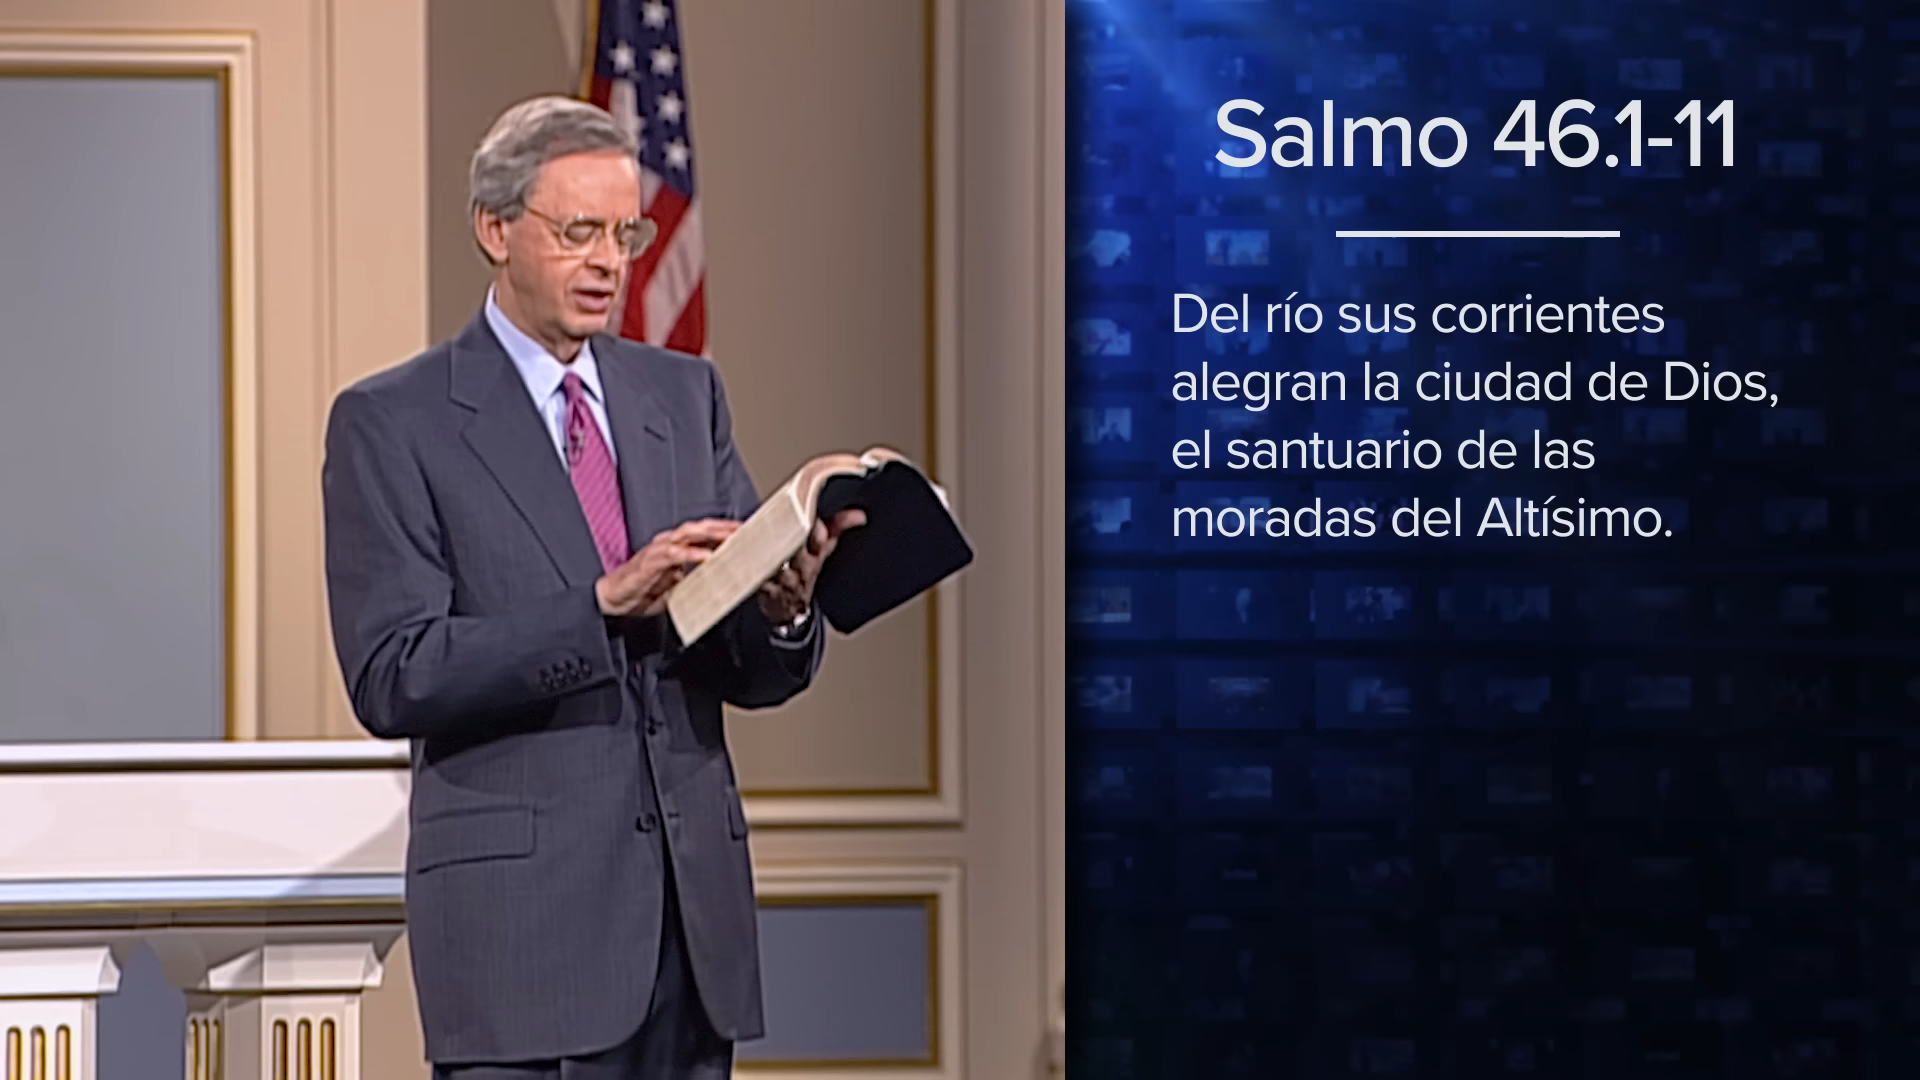 Salmo 46.1-11
Del río sus corrientes
alegran la ciudad de Dios,
el santuario de las
moradas del Altísimo.